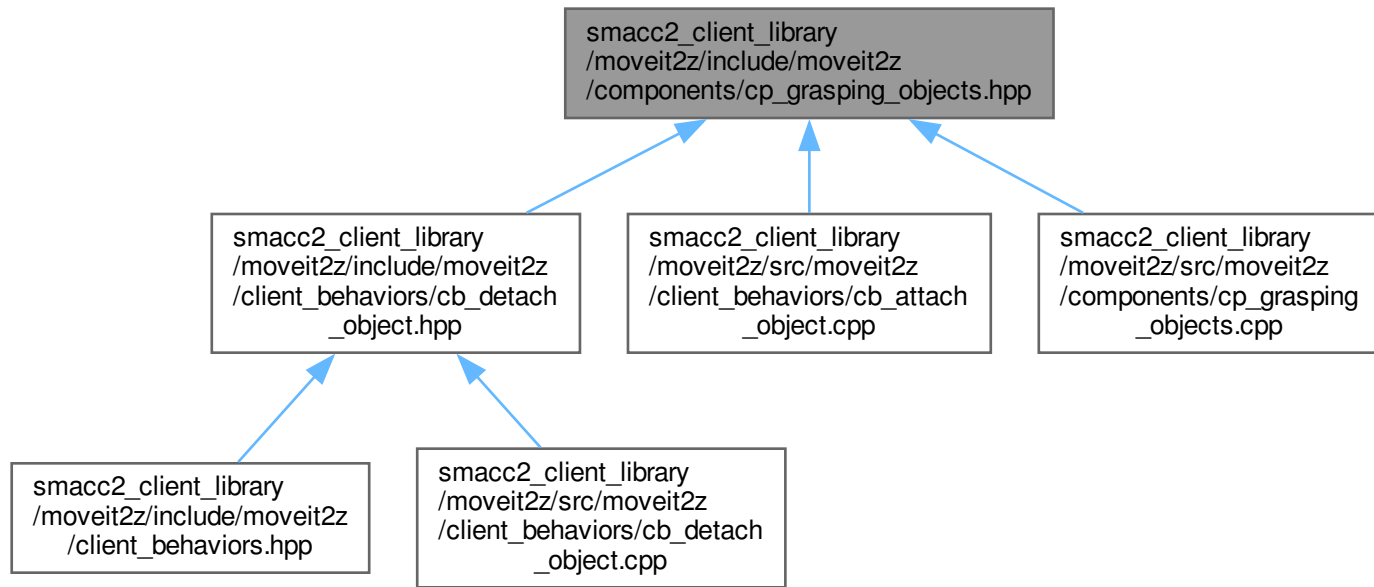 smacc2_client_library
/moveit2z/include/moveit2z
/components/cp_grasping_objects.hpp
smacc2_client_library
/moveit2z/include/moveit2z
/client_behaviors/cb_detach
_object.hpp
smacc2_client_library
/moveit2z/src/moveit2z
/client_behaviors/cb_attach
_object.cpp
smacc2_client_library
/moveit2z/src/moveit2z
/components/cp_grasping
_objects.cpp
smacc2_client_library
/moveit2z/include/moveit2z
/client_behaviors.hpp
smacc2_client_library
/moveit2z/src/moveit2z
/client_behaviors/cb_detach
_object.cpp